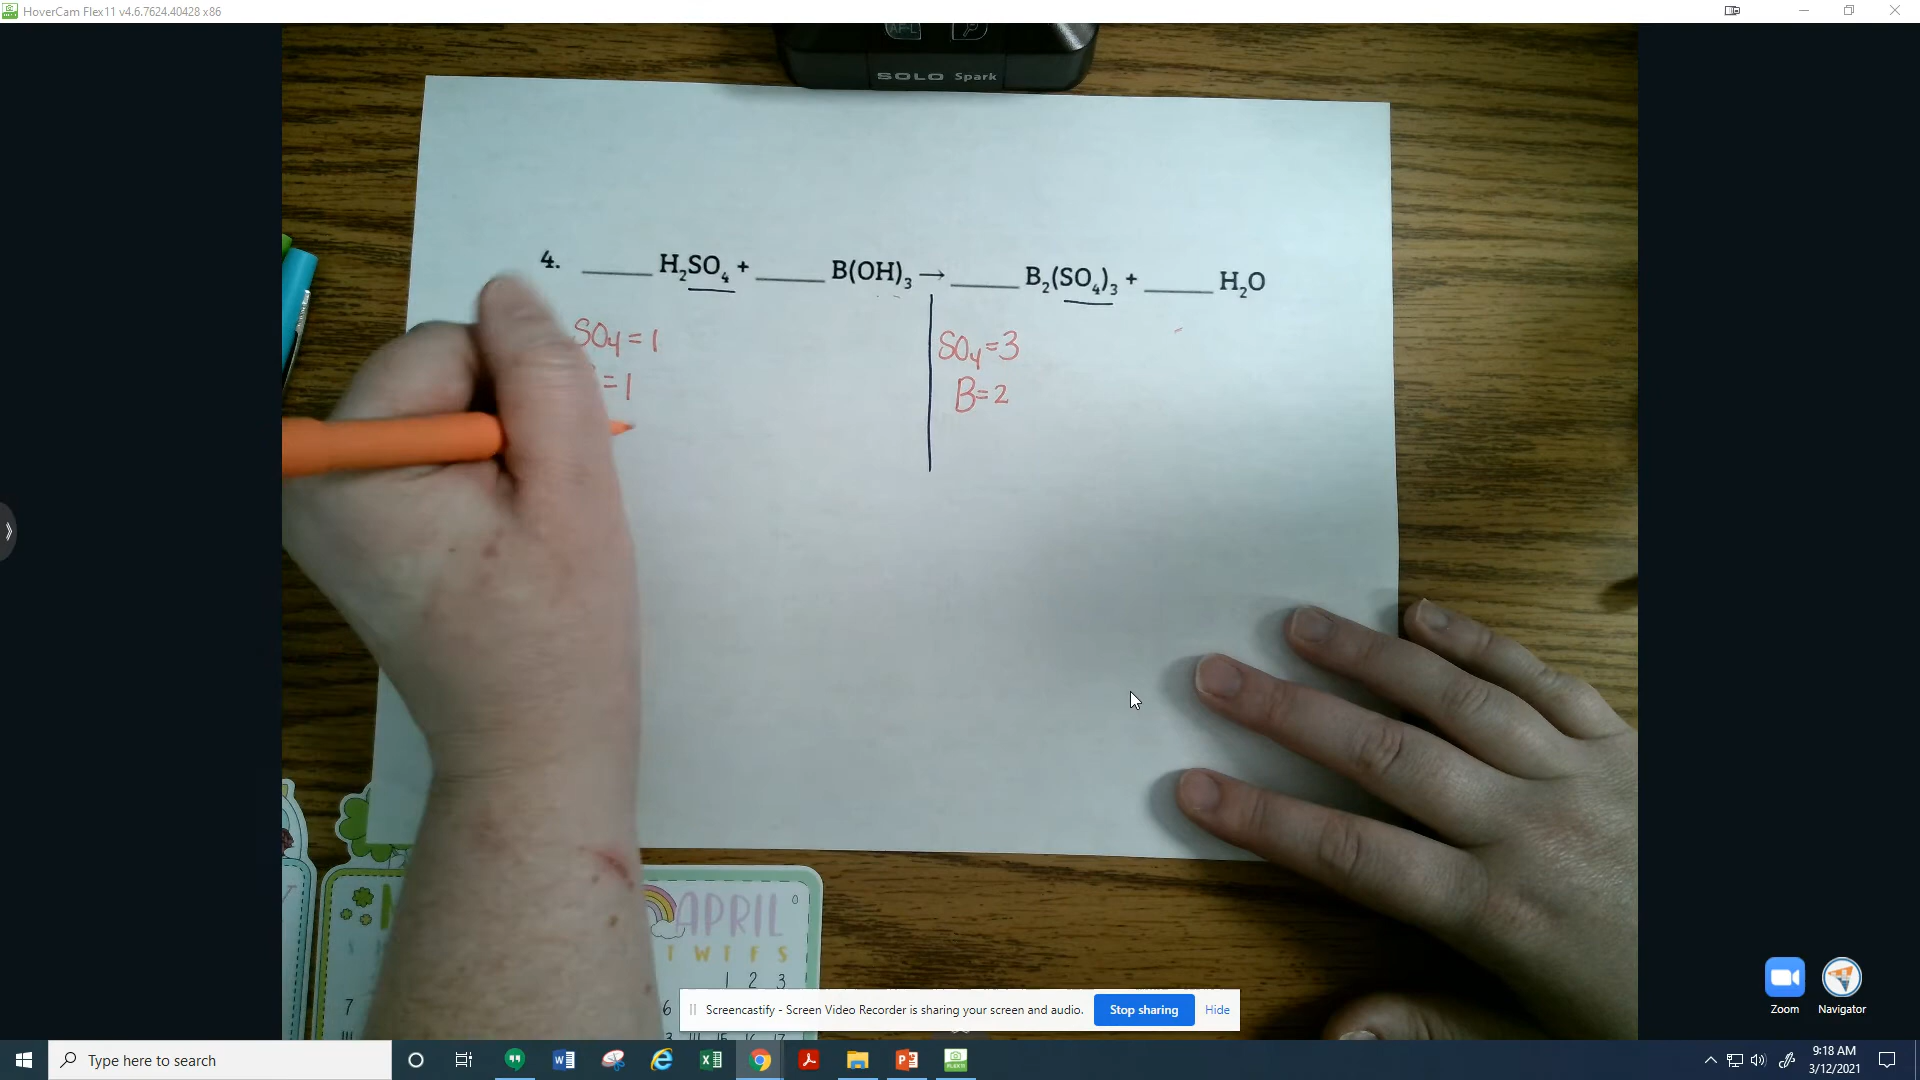 HoverCam Flex11 v4.6.7624.40428 x86
AF-L
SOLO Spark
4. ____ H₂SO₄ + ____ B(OH)₃ → ____ B₂(SO₄)₃ + ____ H₂O
SO₄ = 1
SO₄ = 3
= 1
B = 2
APRIL
T W T F S
1 2 3
7
6
Screencastify - Screen Video Recorder is sharing your screen and audio.
Stop sharing
Hide
Zoom
Navigator
Type here to search
9:18 AM
3/12/2021